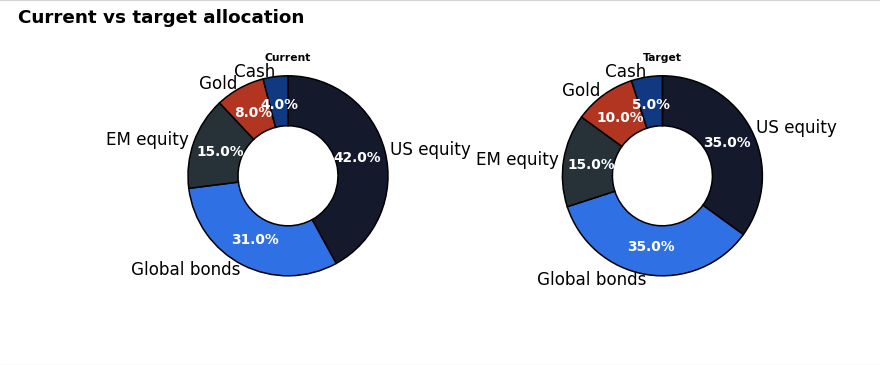 Current vs target allocation
Current
Cash
Gold
4.0%
8.0%
EM equity
15.0%
42.0%
US equity
31.0%
Global bonds
Target
Cash
Gold
5.0%
10.0%
US equity
35.0%
EM equity
15.0%
35.0%
Global bonds